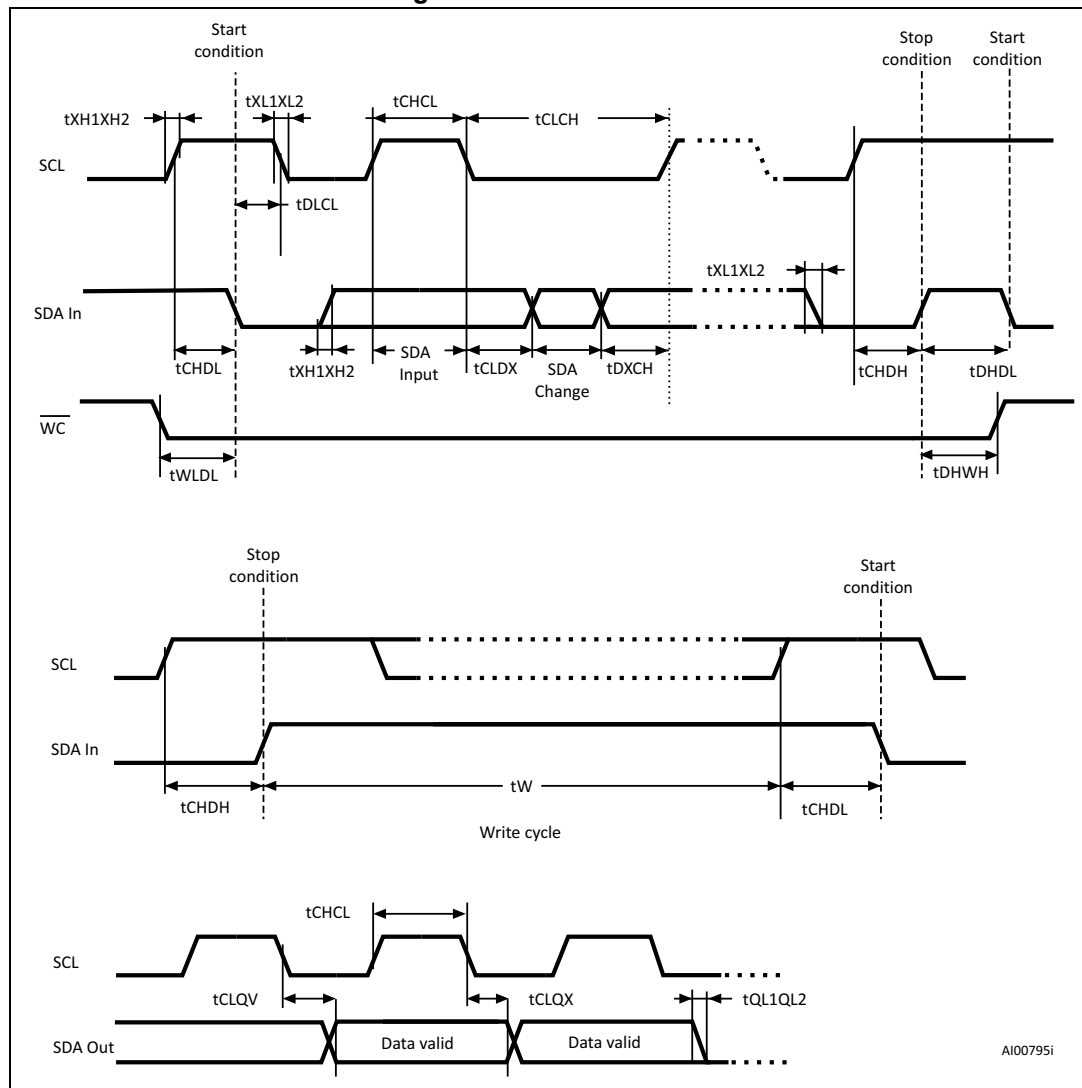 Start
condition
Stop
condition
Start
condition
tXH1XH2
tXL1XL2
tCHCL
tCLCH
SCL
tDLCL
tXL1XL2
SDA In
tCHDL
tXH1XH2
SDA
Input
tCLDX
SDA
Change
tDXCH
tCHDH
tDHDL
WC
tWLDL
tDHWH
Stop
condition
Start
condition
SCL
SDA In
tCHDH
tW
tCHDL
Write cycle
tCHCL
SCL
tCLQV
tCLQX
tQL1QL2
SDA Out
Data valid
Data valid
AI00795i